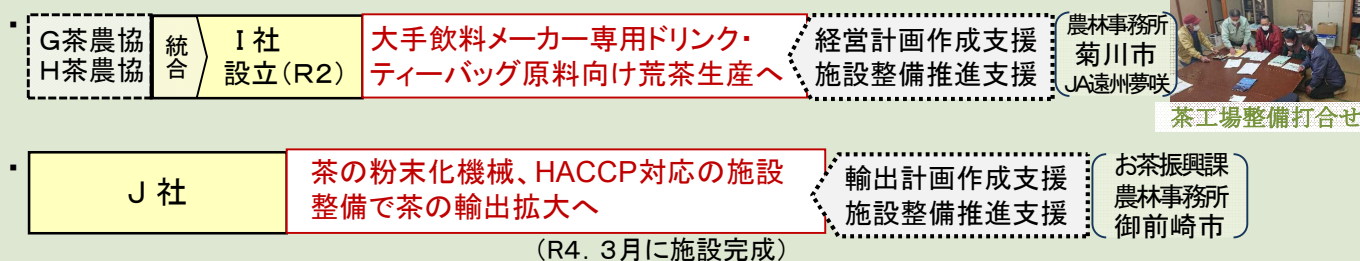 ・
G茶農協
H茶農協
統合
I社
設立(R2)
大手飲料メーカー専用ドリンク・
ティーバッグ原料向け荒茶生産へ
経営計画作成支援
施設整備推進支援
農林事務所
菊川市
JA遠州夢咲
茶工場整備打合せ
・
J社
茶の粉末化機械、HACCP対応の施設
整備で茶の輸出拡大へ
(R4．3月に施設完成)
輸出計画作成支援
施設整備推進支援
お茶振興課
農林事務所
御前崎市